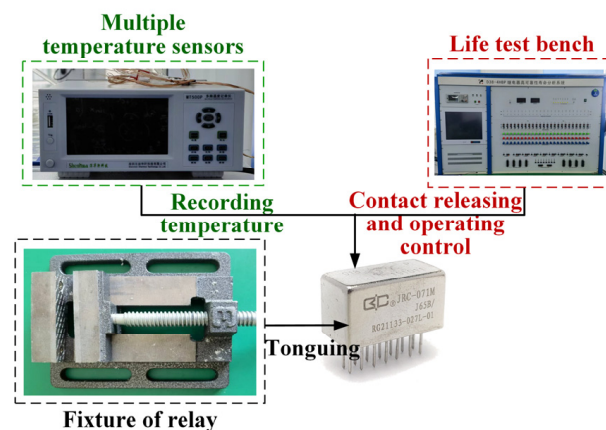 Multiple
temperature sensors
Life test bench
Recording
temperature
Contact releasing
and operating
control
JRC-071M
RG21133-027L-01
Tonguing
Fixture of relay